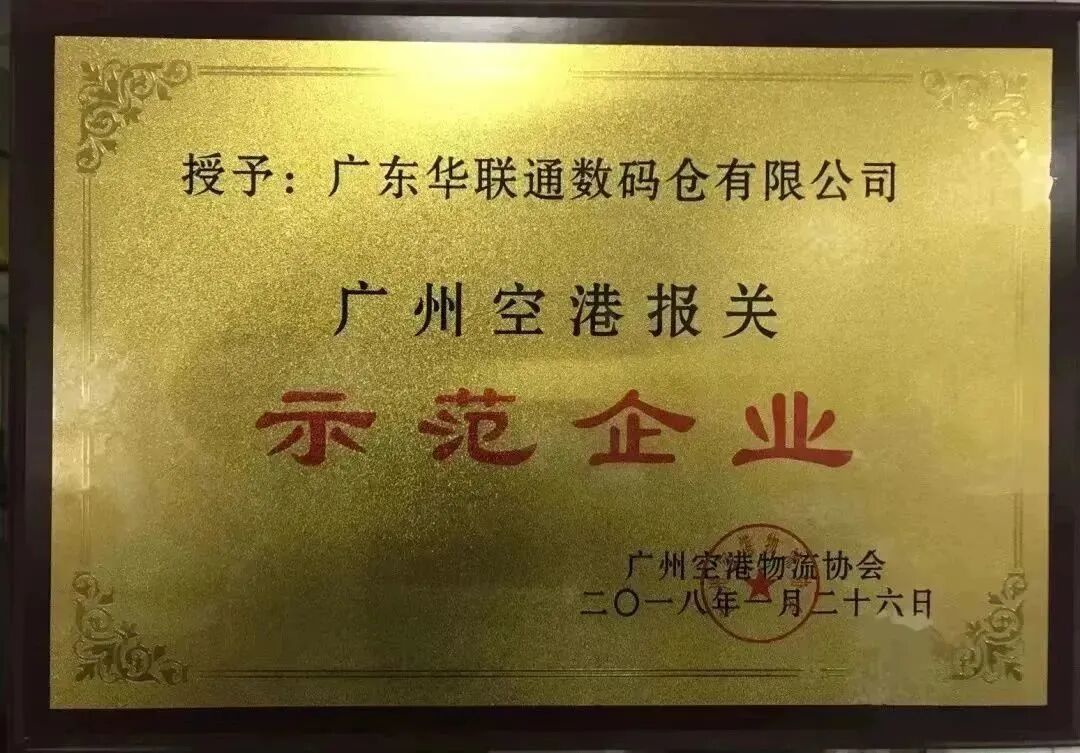 授予：广东华联通数码仓有限公司
广州空港报关
示范企业
广州空港物流协会
二〇一八年一月二十六日